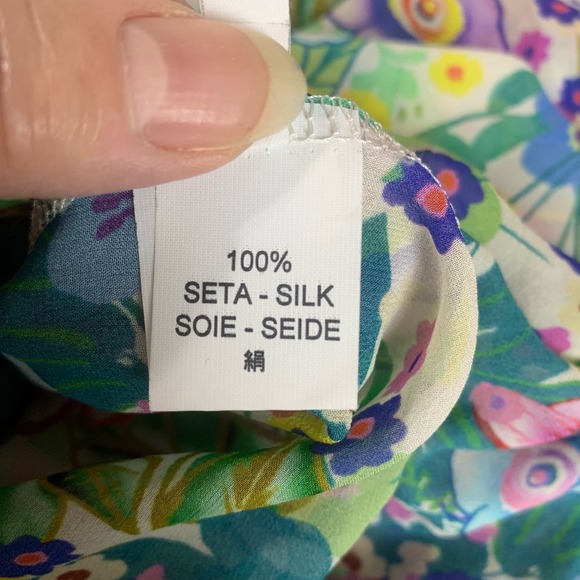 100%
SETA - SILK
SOIE - SEIDE
絹